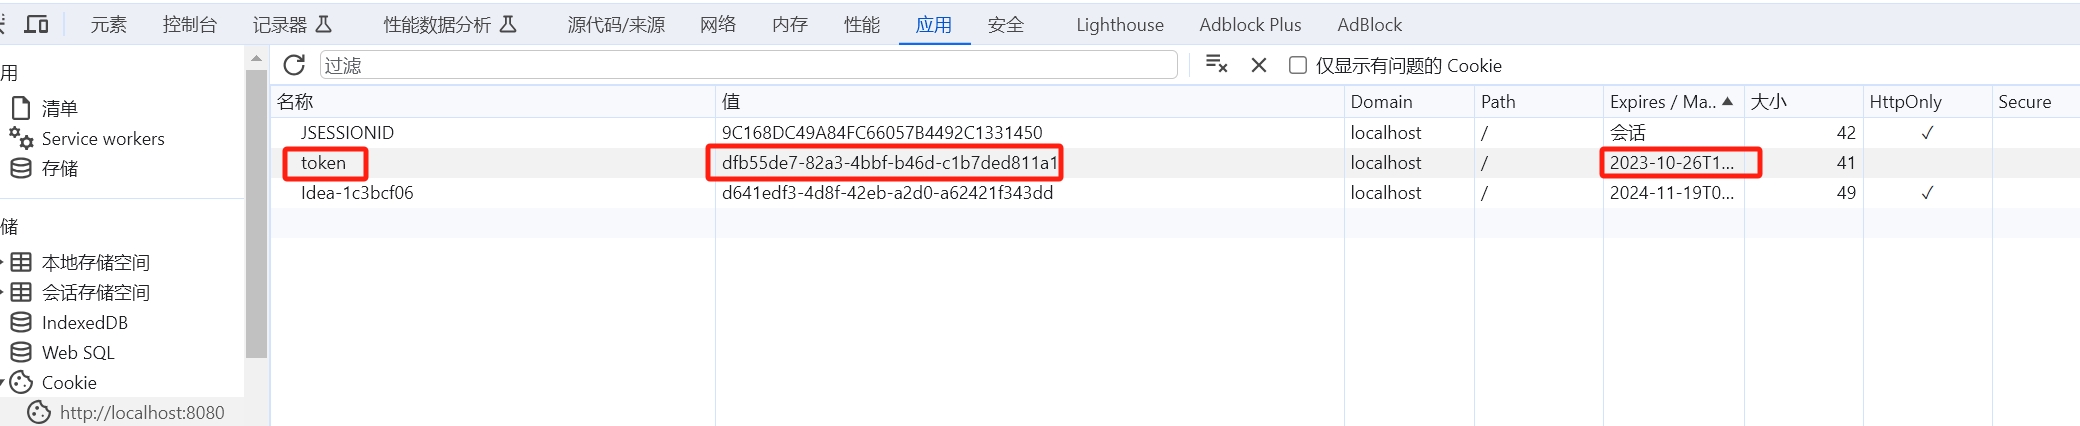 元素 控制台 记录器 性能数据分析 源代码/来源 网络 内存 性能 应用 安全 Lighthouse Adblock Plus AdBlock
用
清单
Service workers
存储
储
本地存储空间
会话存储空间
IndexedDB
Web SQL
Cookie
http://localhost:8080
过滤 仅显示有问题的 Cookie
名称 值 Domain Path Expires / Ma.. 大小 HttpOnly Secure
JSESSIONID 9C168DC49A84FC66057B4492C1331450 localhost / 会话 42 ✓
token dfb55de7-82a3-4bbf-b46d-c1b7ded811a1 localhost / 2023-10-26T1... 41
Idea-1c3bcf06 d641edf3-4d8f-42eb-a2d0-a62421f343dd localhost / 2024-11-19T0... 49 ✓